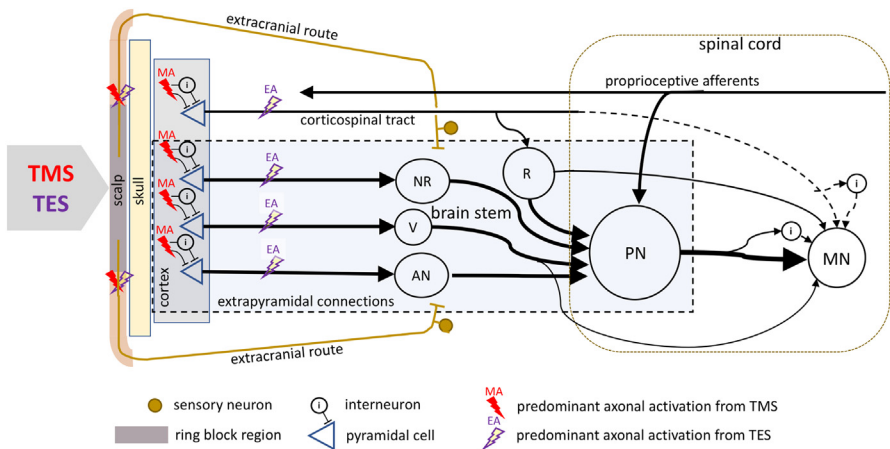 extracranial route
spinal cord
MA
i
EA
proprioceptive afferents
corticospinal tract
MA
i
EA
TMS
TES
scalp
skull
NR
R
i
MA
i
EA
V
brain stem
PN
i
MN
MA
i
EA
AN
cortex
extrapyramidal connections
extracranial route
sensory neuron
i
interneuron
MA
predominant axonal activation from TMS
ring block region
pyramidal cell
EA
predominant axonal activation from TES